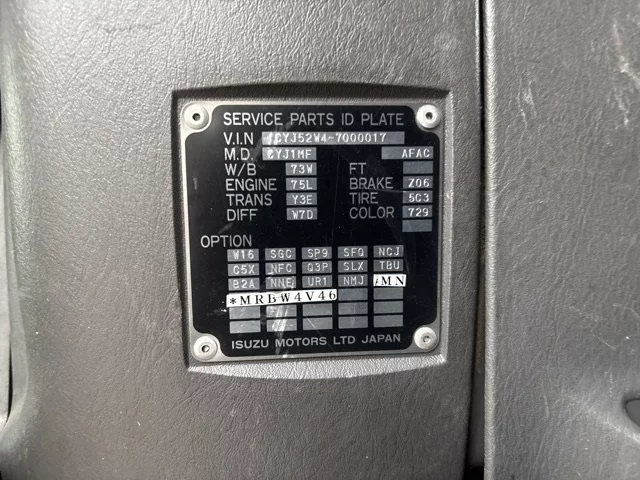 SERVICE PARTS ID PLATE
V.I.N CYJ52W4-7000017
M.D. CYJ1MF AFAC
W/B 73W FT
ENGINE 75L BRAKE Z06
TRANS Y3E TIRE 5C3
DIFF W7D COLOR 729
OPTION
W16 SGC SP9 SFQ NCJ
C5X NFC Q3P SLX TBU
B2A NNE UR1 NMJ /MN
*MRBW4V46
ISUZU MOTORS LTD JAPAN